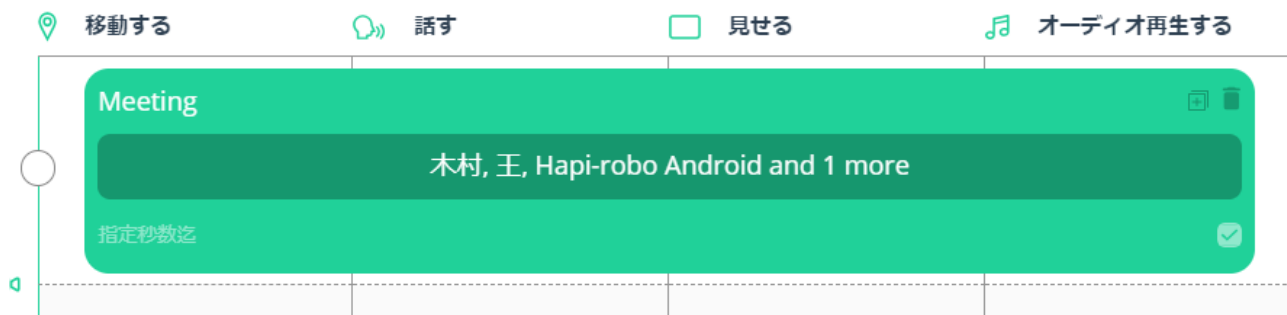 移動する 話す 見せる オーディオ再生する
Meeting
木村, 王, Hapi-robo Android and 1 more
指定秒数迄